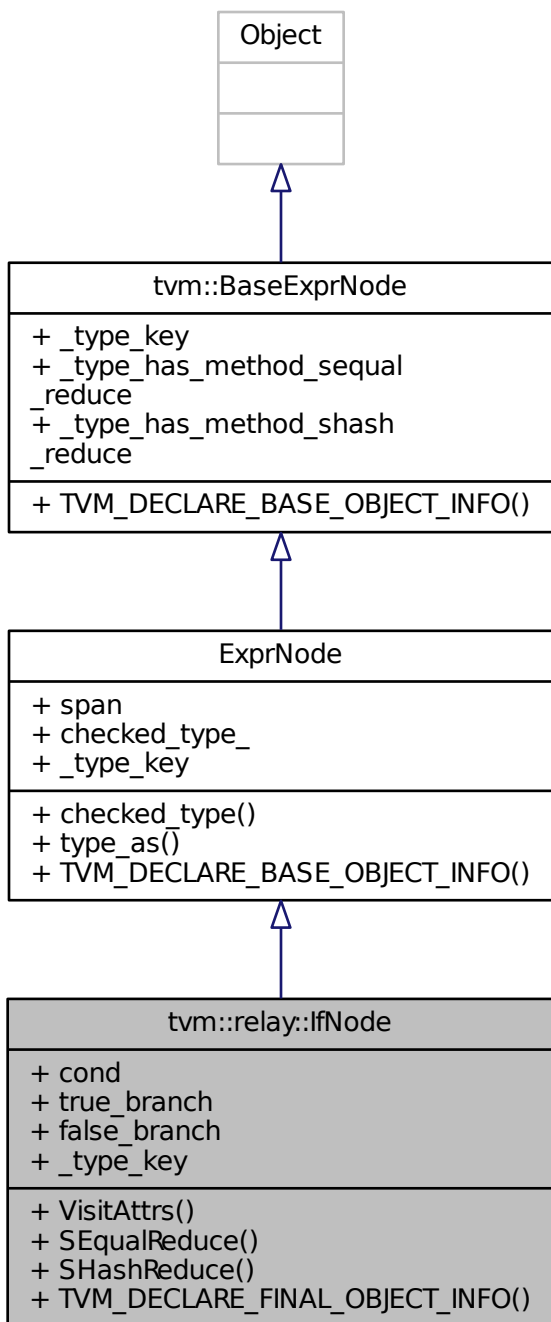 Object
tvm::BaseExprNode
+ _type_key
+ _type_has_method_sequal
_reduce
+ _type_has_method_shash
_reduce
+ TVM_DECLARE_BASE_OBJECT_INFO()
ExprNode
+ span
+ checked_type_
+ _type_key
+ checked_type()
+ type_as()
+ TVM_DECLARE_BASE_OBJECT_INFO()
tvm::relay::IfNode
+ cond
+ true_branch
+ false_branch
+ _type_key
+ VisitAttrs()
+ SEqualReduce()
+ SHashReduce()
+ TVM_DECLARE_FINAL_OBJECT_INFO()